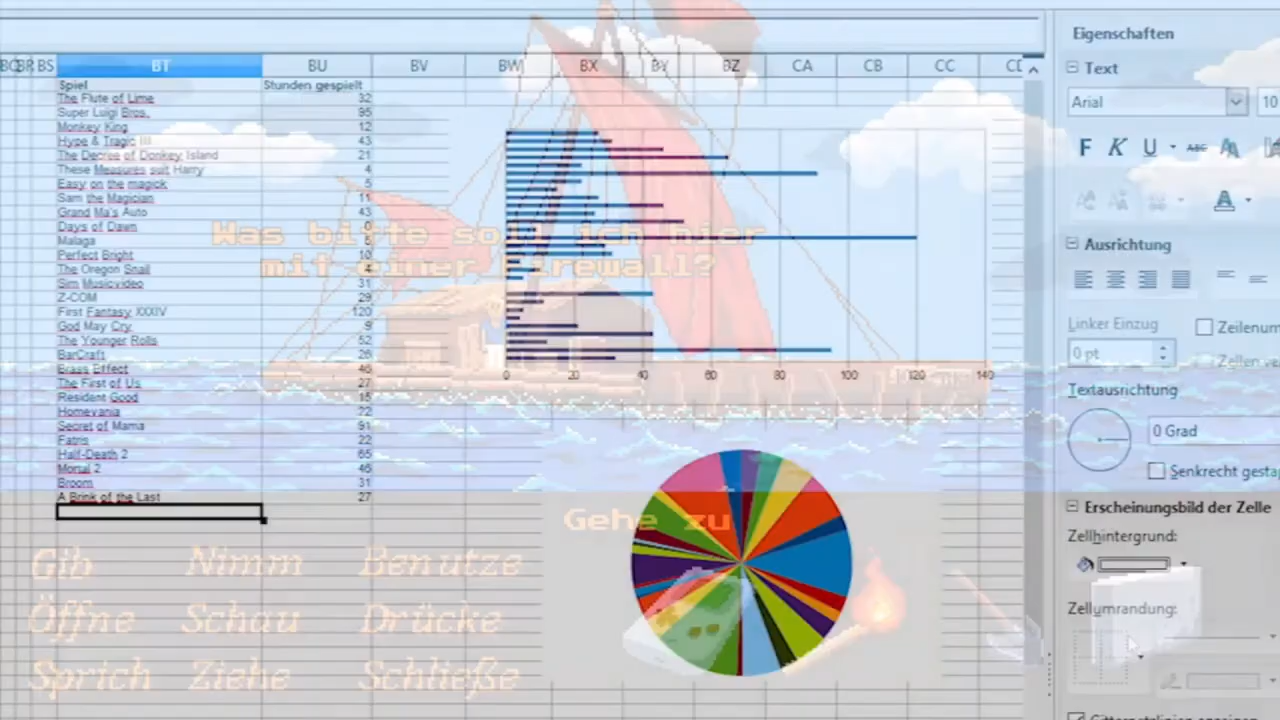 Eigenschaften
BS BT BU BV BW BX BY BZ CA CB CC
Text
Spiel Stunden gespielt
The Flute of Lime 32
Arial 10
Super Luigi Bros. 95
Monkey King 12
Hype & Tragic III 43
F K U ABC A
The Decree of Donkey Island 21
These Measures suit Harry 4
Easy on the magick 5
Sam the Magician 11
Grand Ma's Auto 43
Days of Dawn
Malaga
Was bitte soll ich hier
mit einer Firewall?
Ausrichtung
Perfect Bright 10
The Oregon Snail 4
Sim Musicvideo 31
Z-COM 29
First Fantasy XXXIV 120
God May Cry 9
Linker Einzug
The Younger Rolls 52
0 pt
BarCraft 26
Brass Effect 46
0 20 40 60 80 100 120 140
The First of Us 27
Textausrichtung
Resident Good 15
Homevania 22
Secret of Mama 91
0 Grad
Fatris 22
Half-Death 2 65
Mortal 2 46
Senkrecht gestap
Broom 31
A Brink of the Last 27
Erscheinungsbild der Zelle
Gehe zu
Zellhintergrund:
Gib Nimm Benutze
Zellumrandung:
Öffne Schau Drücke
Sprich Ziehe Schließe